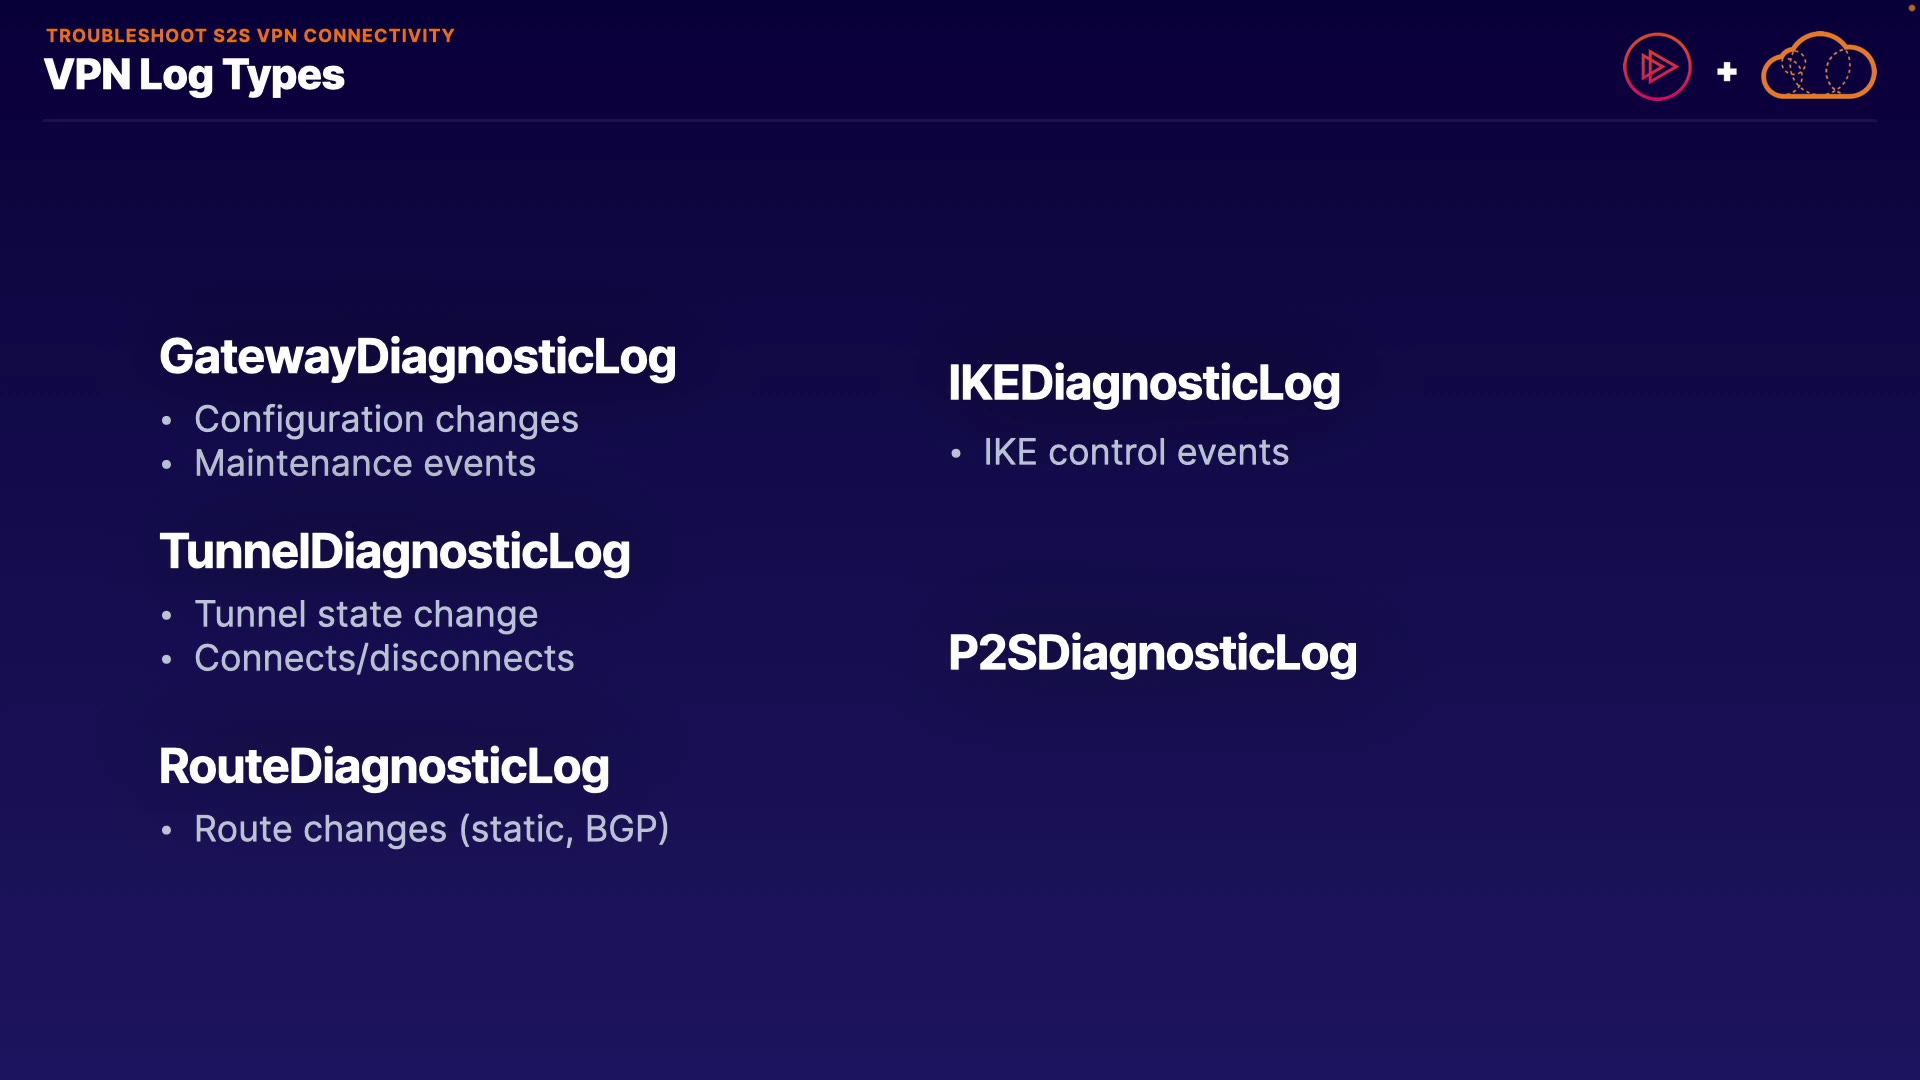 TROUBLESHOOT S2S VPN CONNECTIVITY
VPN Log Types
+
GatewayDiagnosticLog
• Configuration changes
• Maintenance events
TunnelDiagnosticLog
• Tunnel state change
• Connects/disconnects
RouteDiagnosticLog
• Route changes (static, BGP)
IKEDiagnosticLog
• IKE control events
P2SDiagnosticLog